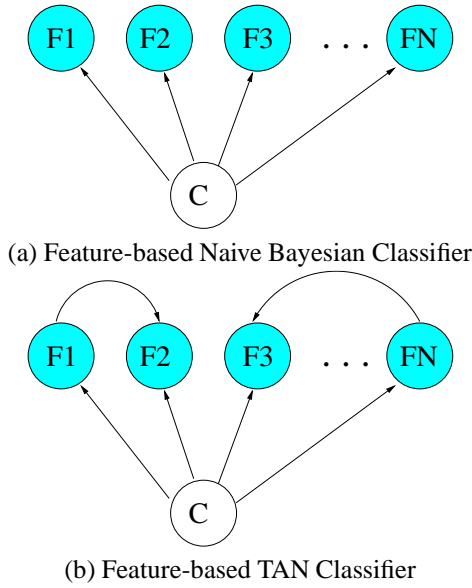 F1 F2 F3 . . . FN
C
(a) Feature-based Naive Bayesian Classifier
F1 F2 F3 . . . FN
C
(b) Feature-based TAN Classifier